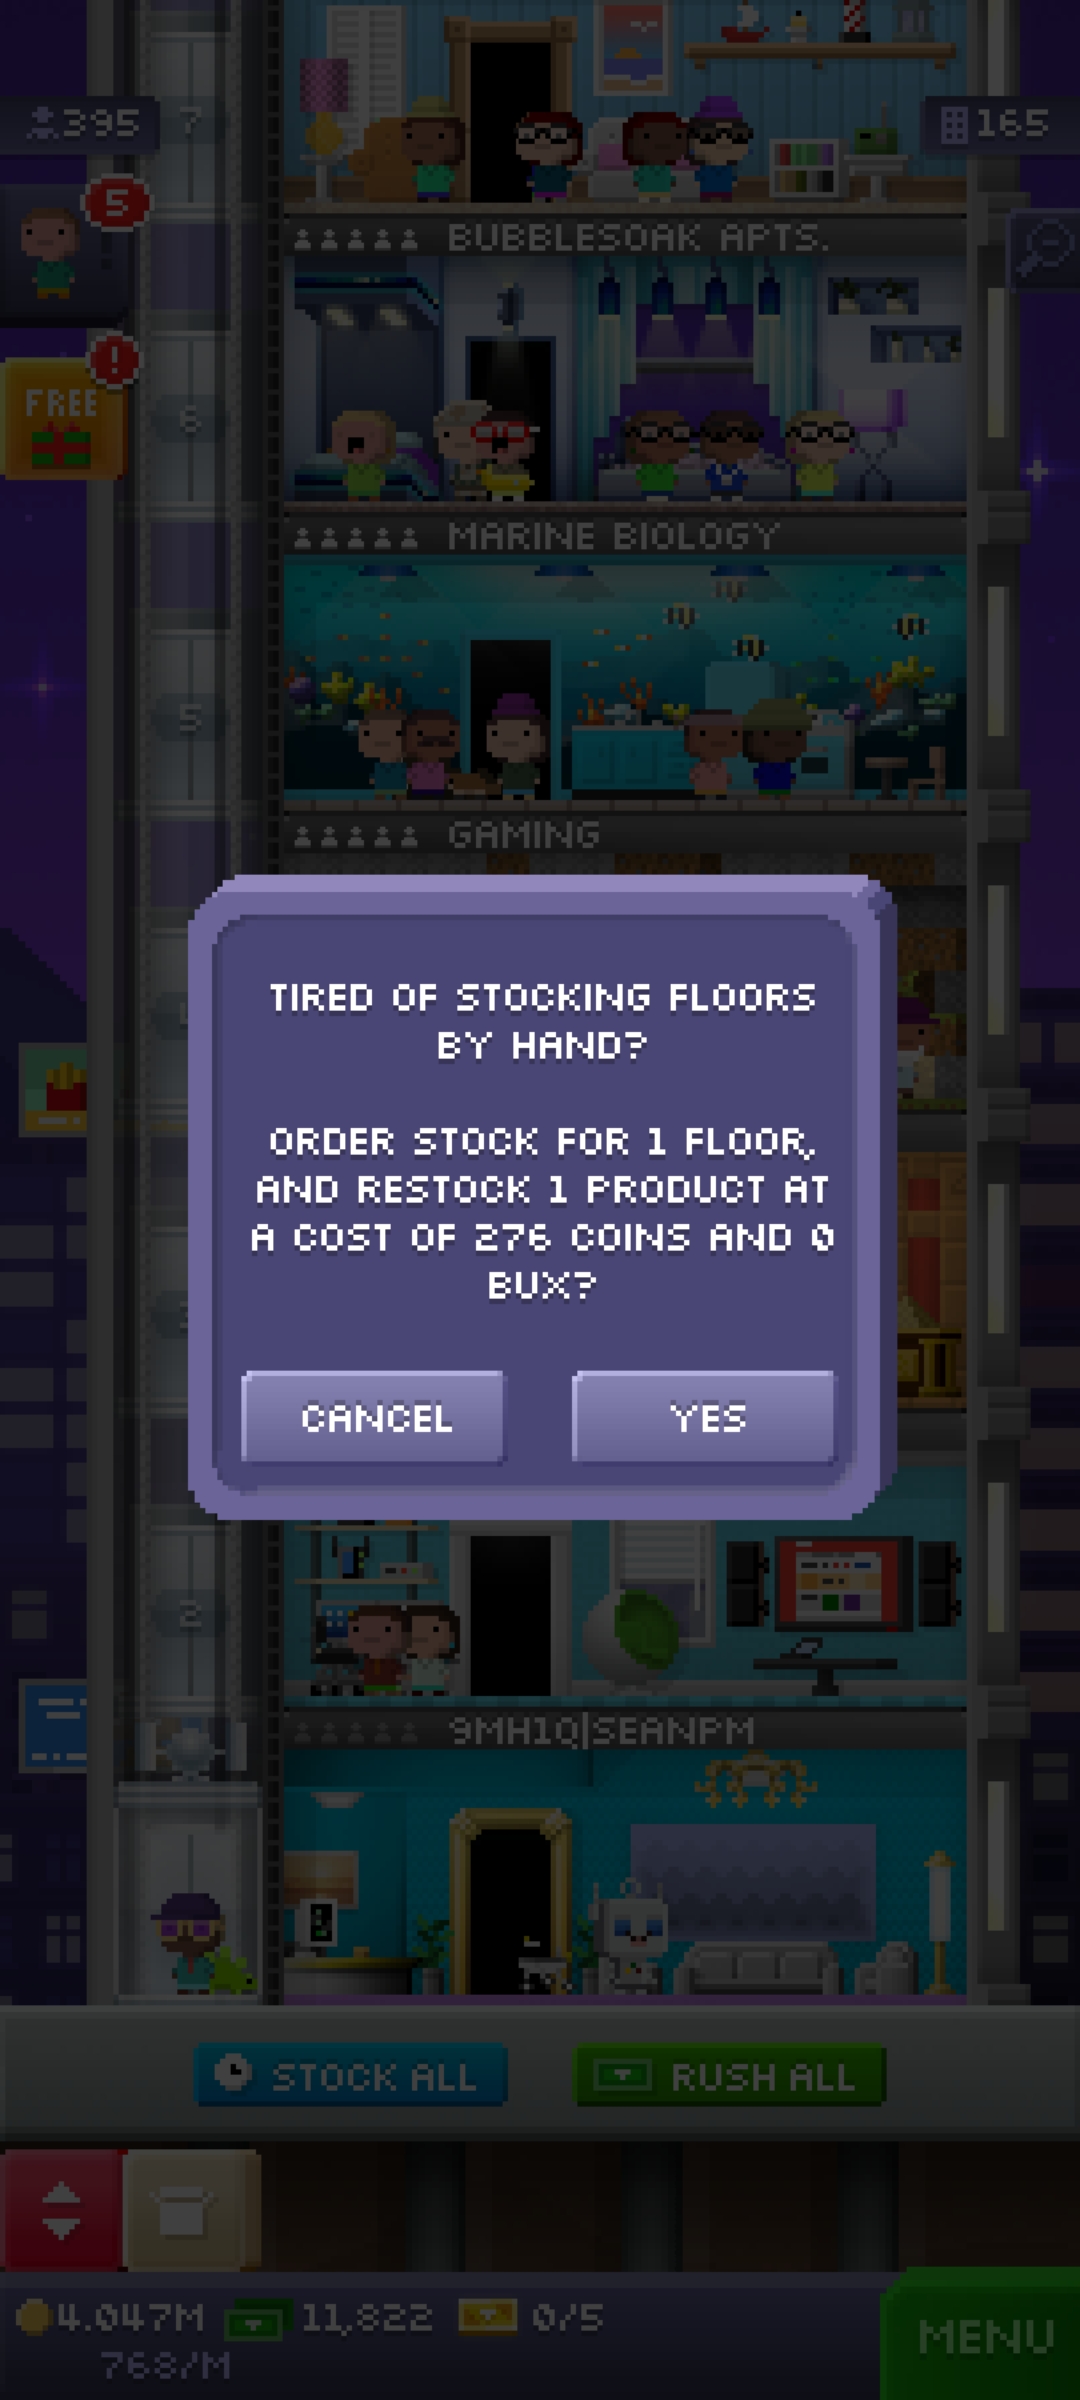 7
395
165
5
BUBBLESOAK APTS.
!
FREE
6
MARINE BIOLOGY
5
GAMING
TIRED OF STOCKING FLOORS
BY HAND?
ORDER STOCK FOR 1 FLOOR,
AND RESTOCK 1 PRODUCT AT
A COST OF 276 COINS AND 0
BUX?
CANCEL
YES
2
9MH1Q|SEANPM
STOCK ALL
RUSH ALL
4.047M
11,822
0/5
768/M
MENU